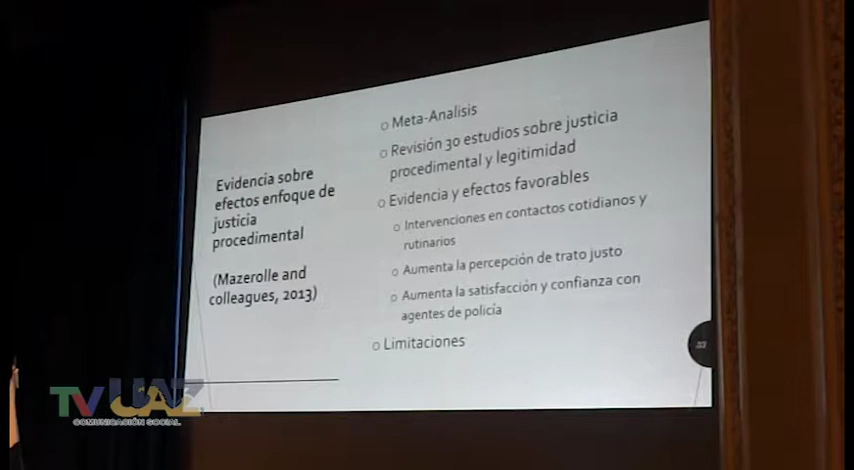 Evidencia sobre
efectos enfoque de
justicia
procedimental
(Mazerolle and
colleagues, 2013)
Meta-Analisis
Revisión 30 estudios sobre justicia
procedimental y legitimidad
Evidencia y efectos favorables
Intervenciones en contactos cotidianos y
rutinarios
Aumenta la percepción de trato justo
Aumenta la satisfacción y confianza con
agentes de policía
Limitaciones
TV UAZ
COMUNICACIÓN SOCIAL